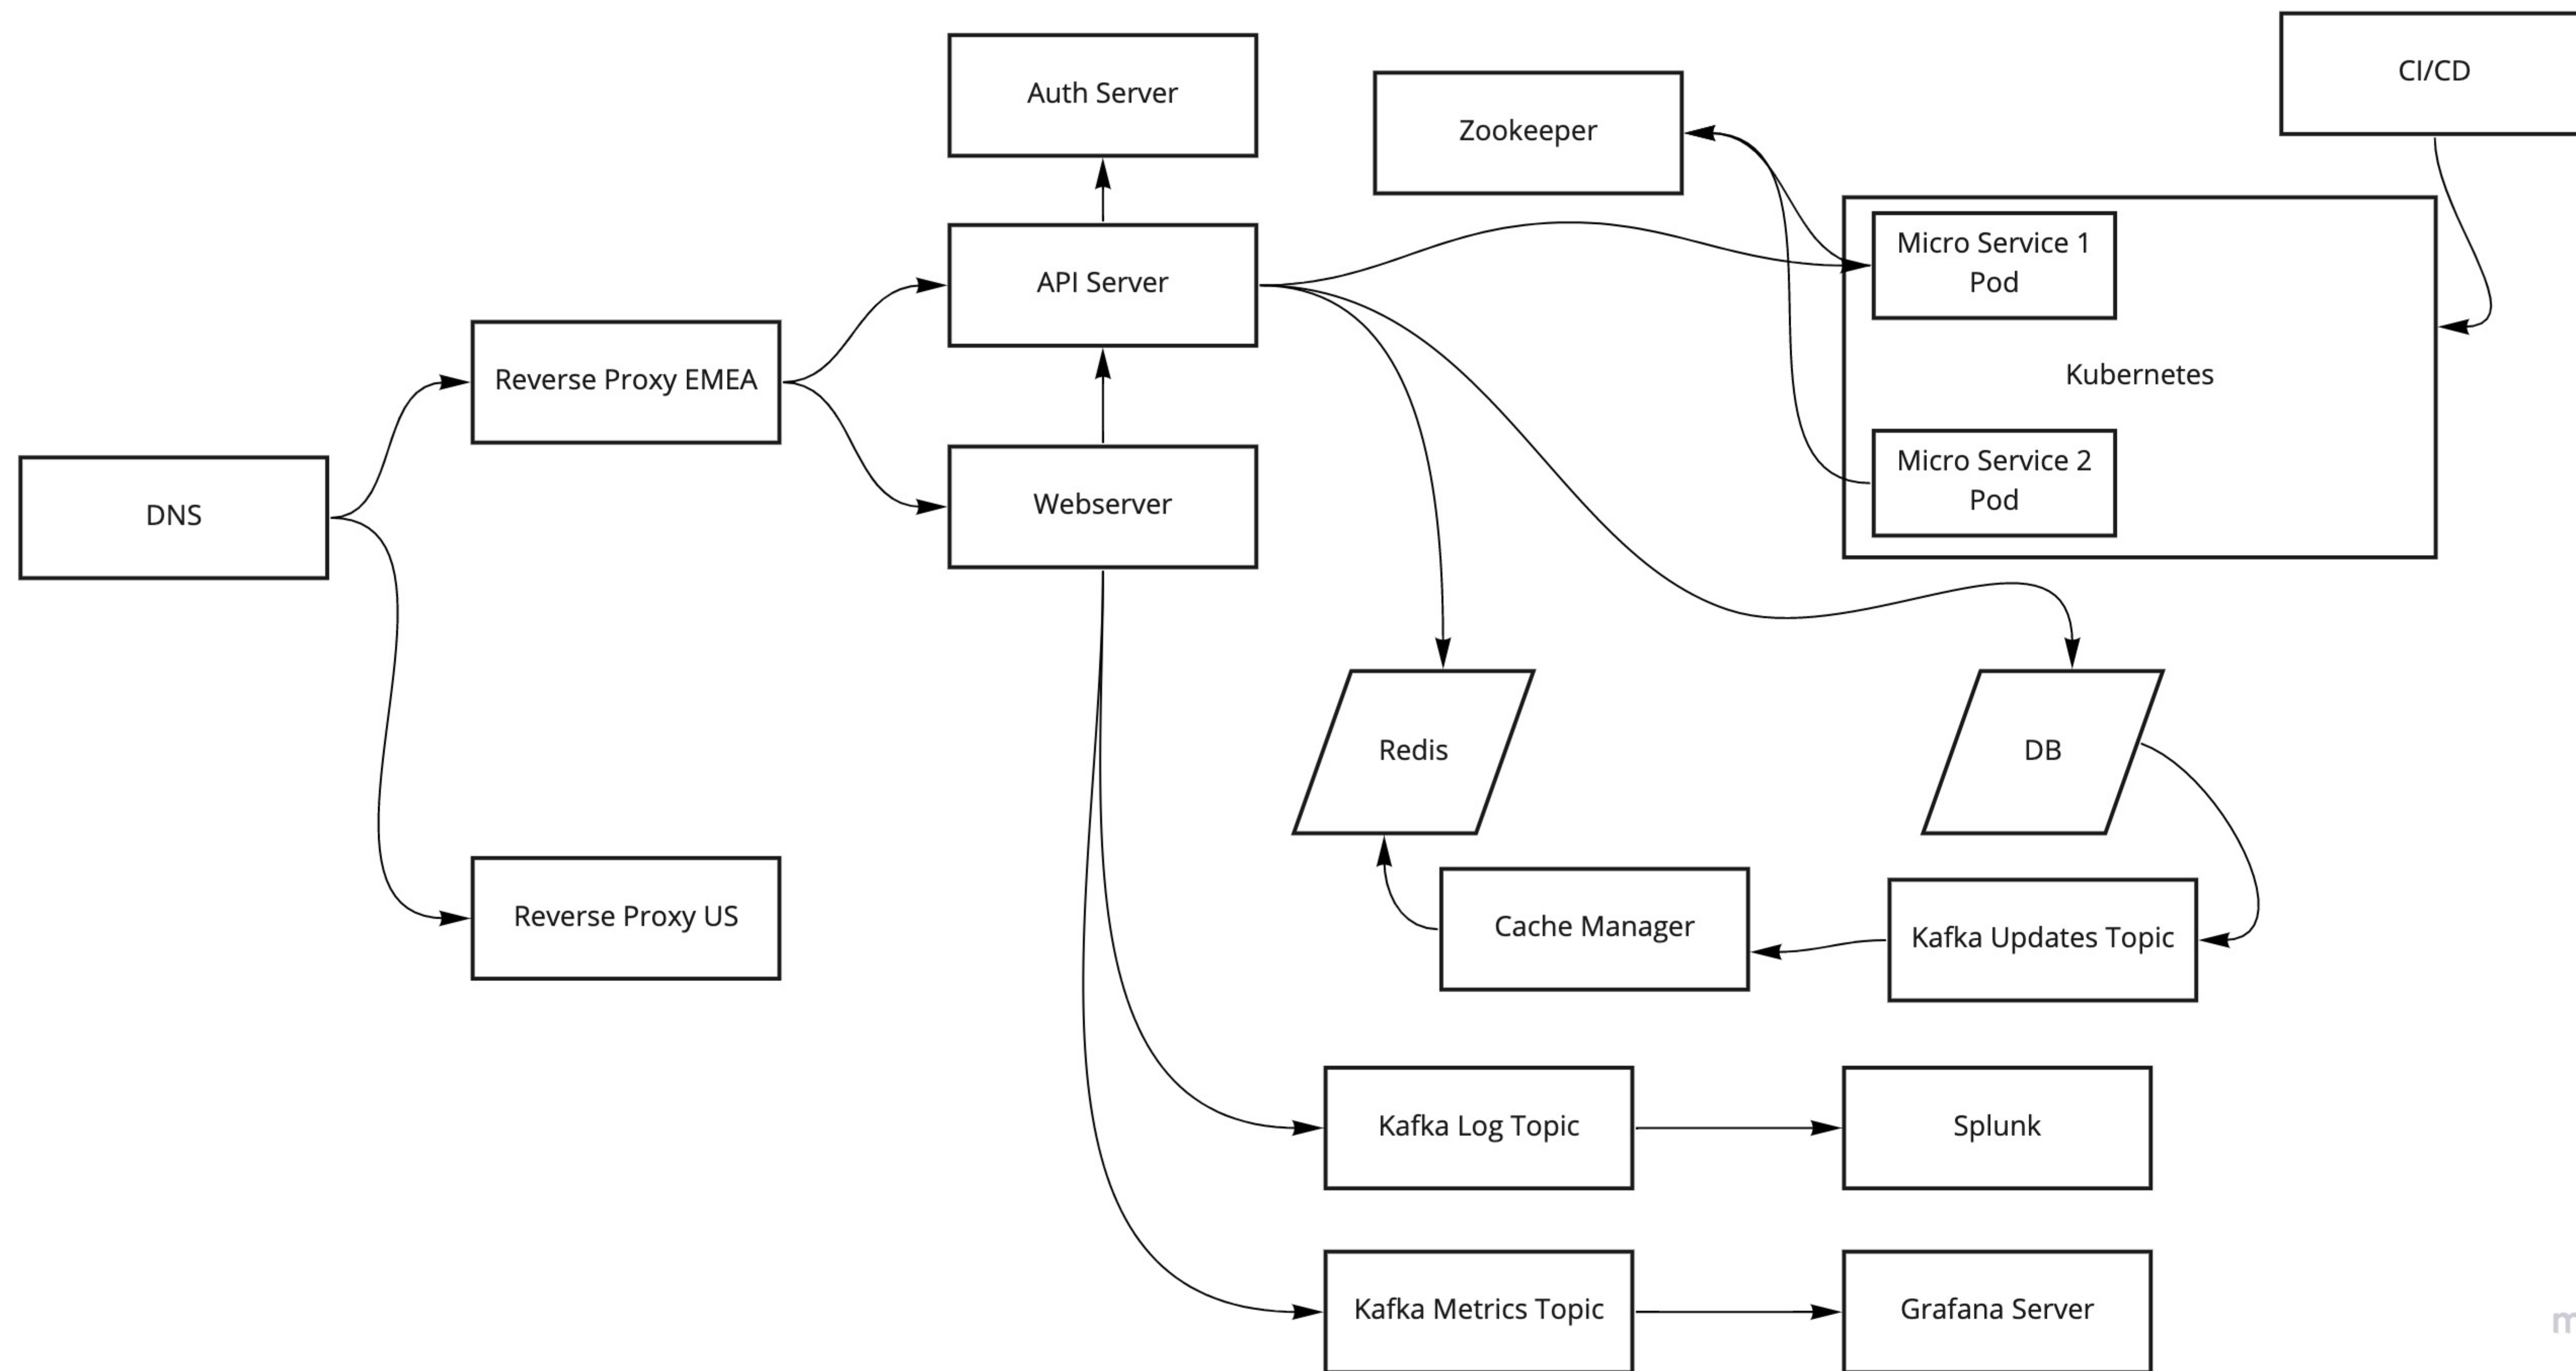 CI/CD
Auth Server
Zookeeper
Micro Service 1
Pod
API Server
Kubernetes
Reverse Proxy EMEA
Micro Service 2
Pod
Webserver
DNS
Redis
DB
Reverse Proxy US
Cache Manager
Kafka Updates Topic
Kafka Log Topic
Splunk
Kafka Metrics Topic
Grafana Server